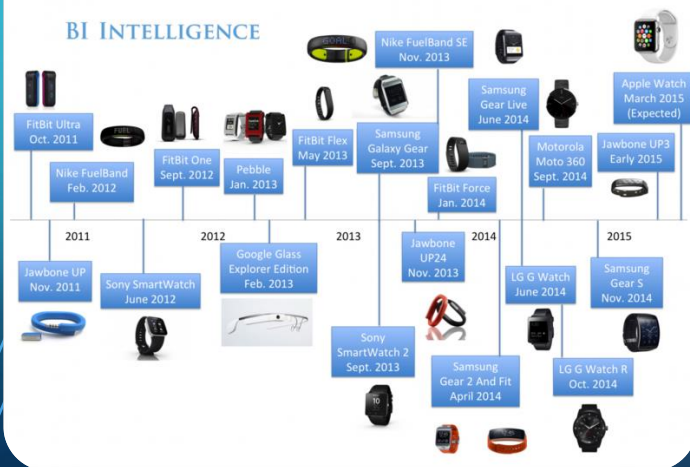 BI INTELLIGENCE
FitBit Ultra
Oct. 2011
Nike FuelBand
Feb. 2012
FitBit One
Sept. 2012
Pebble
Jan. 2013
FitBit Flex
May 2013
Samsung
Galaxy Gear
Sept. 2013
Nike FuelBand SE
Nov. 2013
FitBit Force
Jan. 2014
Samsung
Gear Live
June 2014
Motorola
Moto 360
Sept. 2014
Jawbone UP3
Early 2015
Apple Watch
March 2015
(Expected)
GOAL
FUEL
2011
2012
2013
2014
2015
Jawbone UP
Nov. 2011
Sony SmartWatch
June 2012
Google Glass
Explorer Edition
Feb. 2013
Sony
SmartWatch 2
Sept. 2013
Jawbone
UP24
Nov. 2013
Samsung
Gear 2 And Fit
April 2014
LG G Watch
June 2014
LG G Watch R
Oct. 2014
Samsung
Gear S
Nov. 2014
10